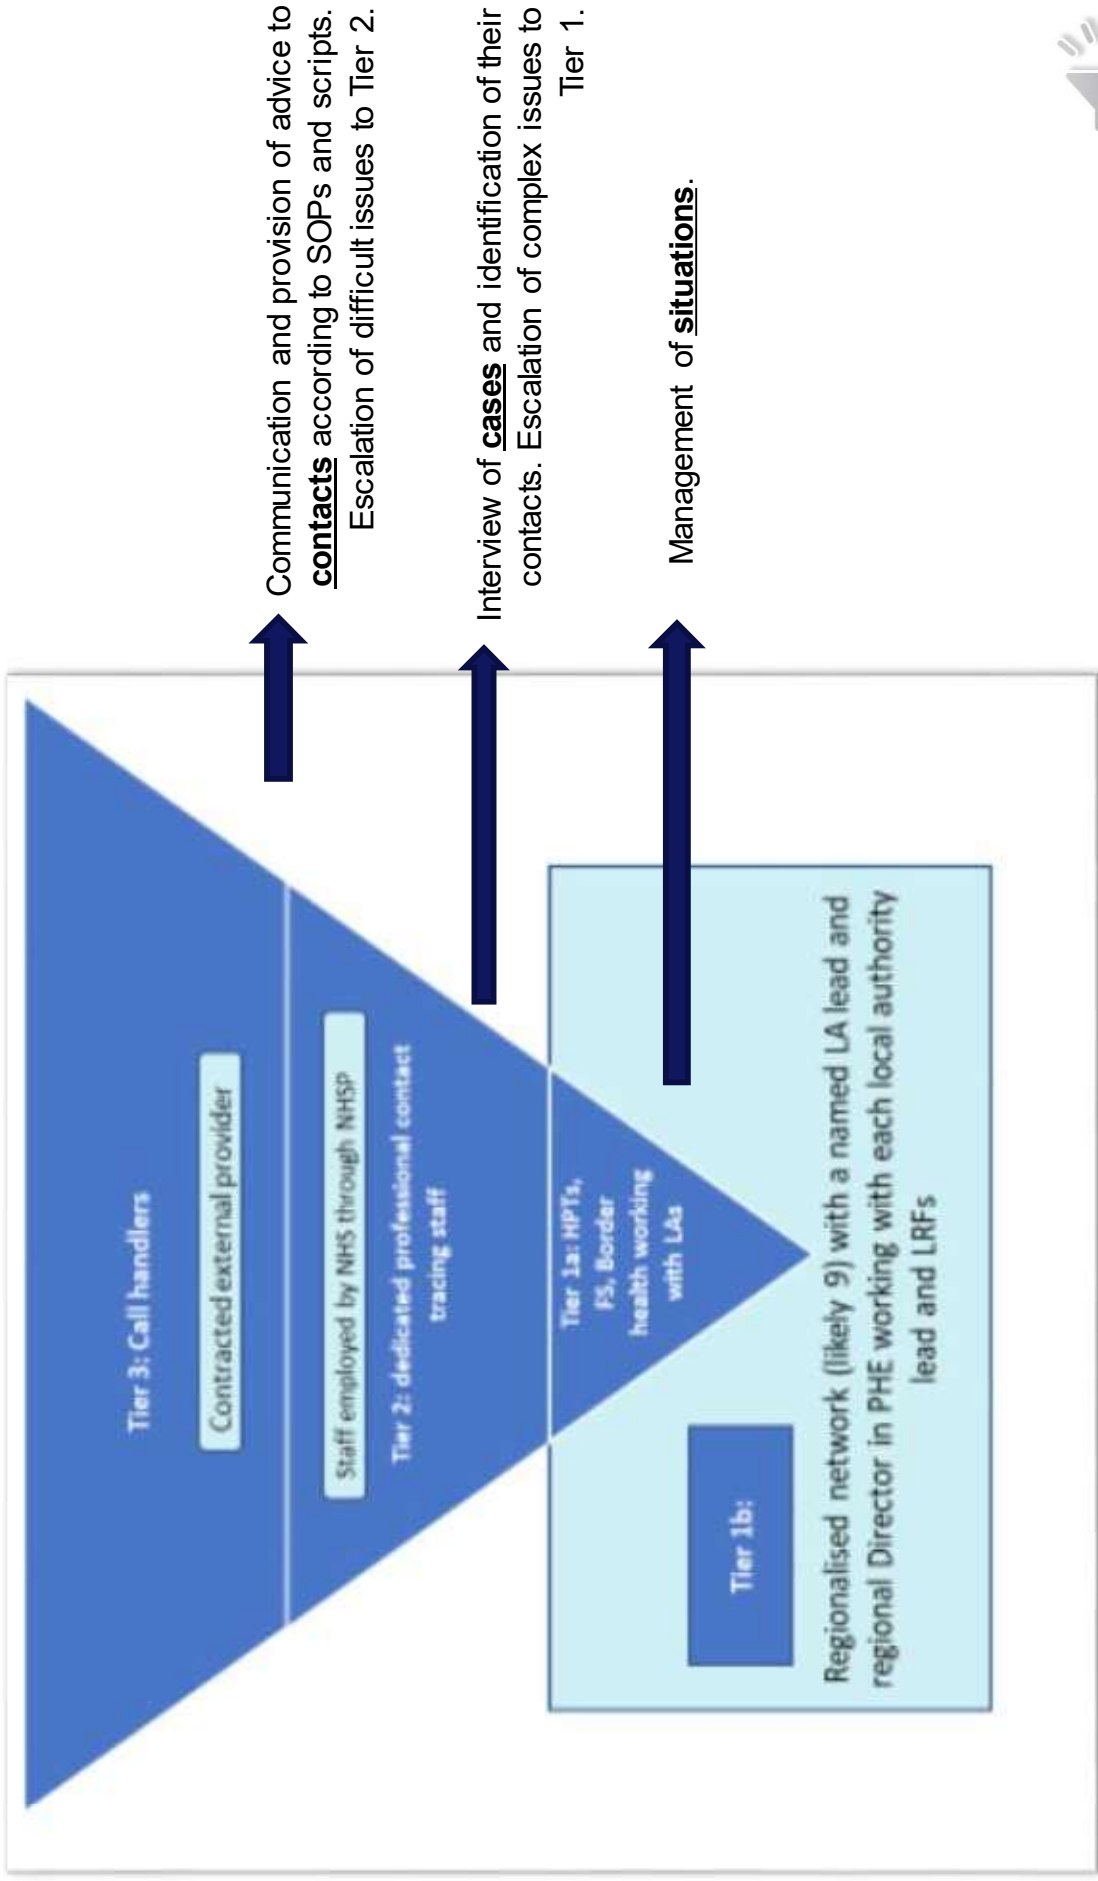 Tier 3: Call handlers
Contracted external provider
Staff employed by NHS through NHSP
Tier 2: dedicated professional contact
tracing staff
Tier 1a: HPTs,
FS, Border
health working
with LAs
Tier 1b:
Regionalised network (likely 9) with a named LA lead and
regional Director in PHE working with each local authority
lead and LRFs
Communication and provision of advice to
contacts according to SOPs and scripts.
Escalation of difficult issues to Tier 2.
Interview of cases and identification of their
contacts. Escalation of complex issues to
Tier 1.
Management of situations.